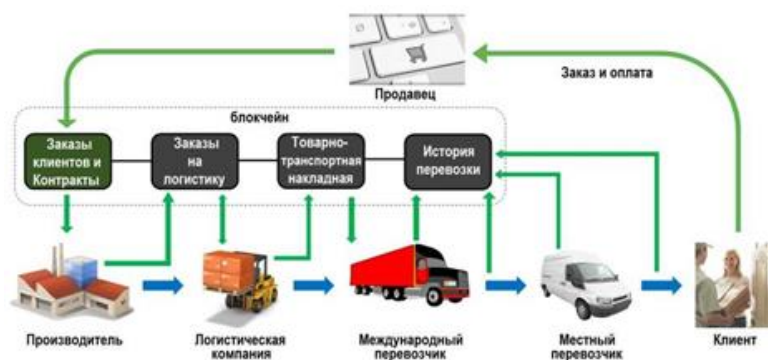 Заказ и оплата
Продавец
блокчейн
Заказы
клиентов и
Контракты
Заказы
на
логистику
Товарно-
транспортная
накладная
История
перевозки
Производитель
Логистическая
компания
Международный
перевозчик
Местный
перевозчик
Клиент